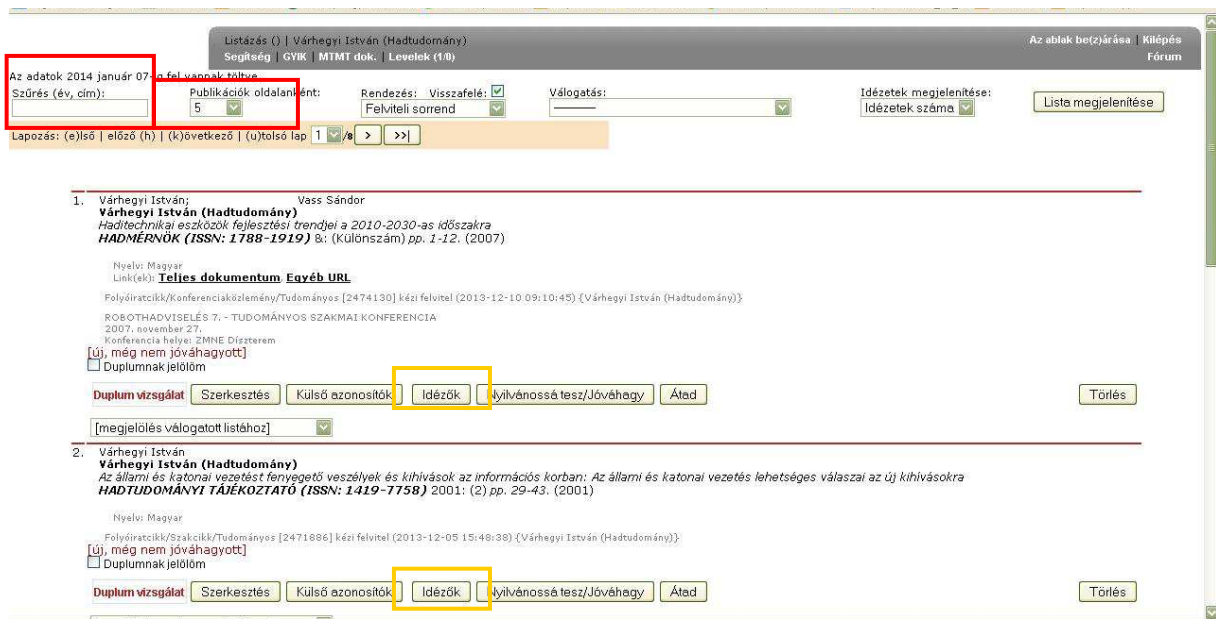 Listázás () | Várhegyi István (Hadtudomány)
Az ablak be(z)árása | Kilépés
Segítség | GYIK | MTMT dok. | Levelek (1/0)
Fórum
Az adatok 2014 január 07-ig fel vannak töltve
Szűrés (év, cím):
Publikációk oldalanként:
Rendezés: Visszafelé:
Válogatás:
Idézetek megjelenítése:
5
Felviteli sorrend
Idézetek száma
Lista megjelenítése
Lapozás: (e)lső | előző (h) | (k)övetkező | (u)tolsó lap 1 /8 > >>|
1. Várhegyi István; Vass Sándor
Várhegyi István (Hadtudomány)
Haditechnikai eszközök fejlesztési trendjei a 2010-2030-as időszakra
HADMÉRNÖK (ISSN: 1788-1919) &: (Különszám) pp. 1-12. (2007)
Nyelv: Magyar
Link(ek): Teljes dokumentum, Egyéb URL
Folyóiratcikk/Konferenciaközlemény/Tudományos [2474130] kézi felvitel (2013-12-10 09:10:45) {Várhegyi István (Hadtudomány)}
ROBOTHADVISELÉS 7. - TUDOMÁNYOS SZAKMAI KONFERENCIA
2007. november 27.
Konferencia helye: ZMNE Díszterem
[új, még nem jóváhagyott]
Duplumnak jelölöm
Duplum vizsgálat Szerkesztés Külső azonosítók Idézők Nyilvánossá tesz/Jóváhagy Átad Törlés
[megjelölés válogatott listához]
2. Várhegyi István
Várhegyi István (Hadtudomány)
Az állami és katonai vezetést fenyegető veszélyek és kihívások az információs korban: Az állami és katonai vezetés lehetséges válaszai az új kihívásokra
HADTUDOMÁNYI TÁJÉKOZTATÓ (ISSN: 1419-7758) 2001: (2) pp. 29-43. (2001)
Nyelv: Magyar
Folyóiratcikk/Szakcikk/Tudományos [2471886] kézi felvitel (2013-12-05 15:48:38) {Várhegyi István (Hadtudomány)}
[új, még nem jóváhagyott]
Duplumnak jelölöm
Duplum vizsgálat Szerkesztés Külső azonosítók Idézők Nyilvánossá tesz/Jóváhagy Átad Törlés